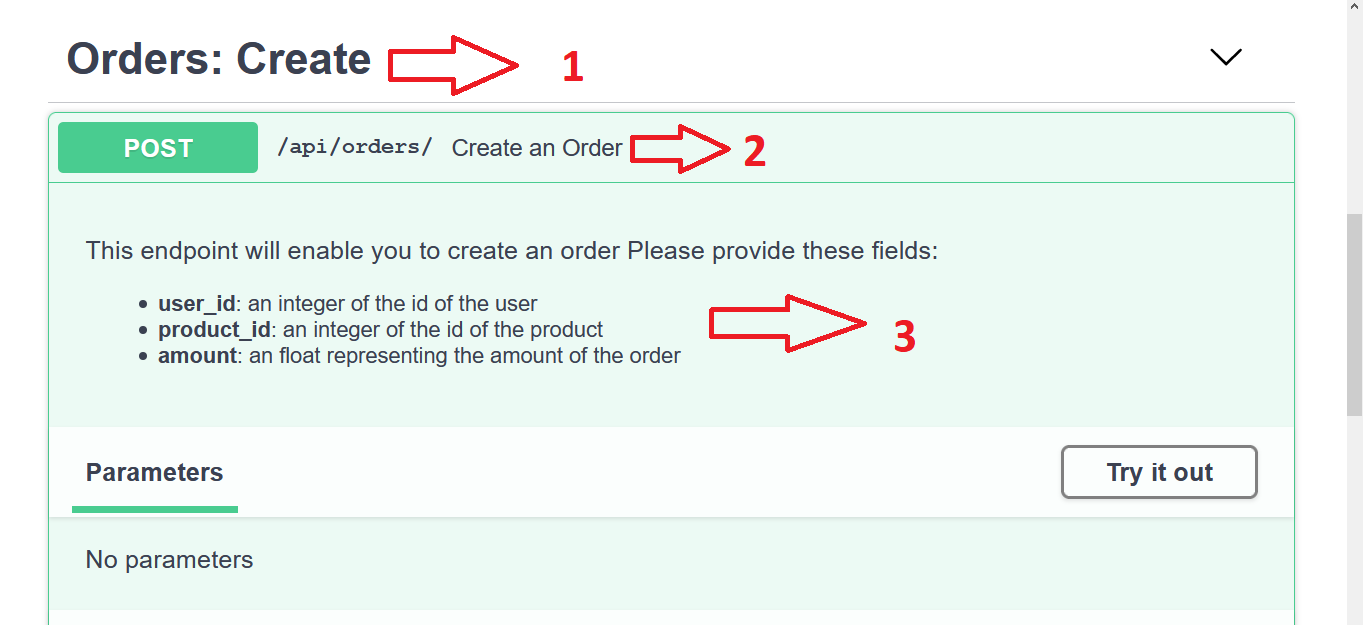 Orders: Create 1
POST /api/orders/ Create an Order 2
This endpoint will enable you to create an order Please provide these fields:
• user_id: an integer of the id of the user
• product_id: an integer of the id of the product 3
• amount: an float representing the amount of the order
Parameters Try it out
No parameters